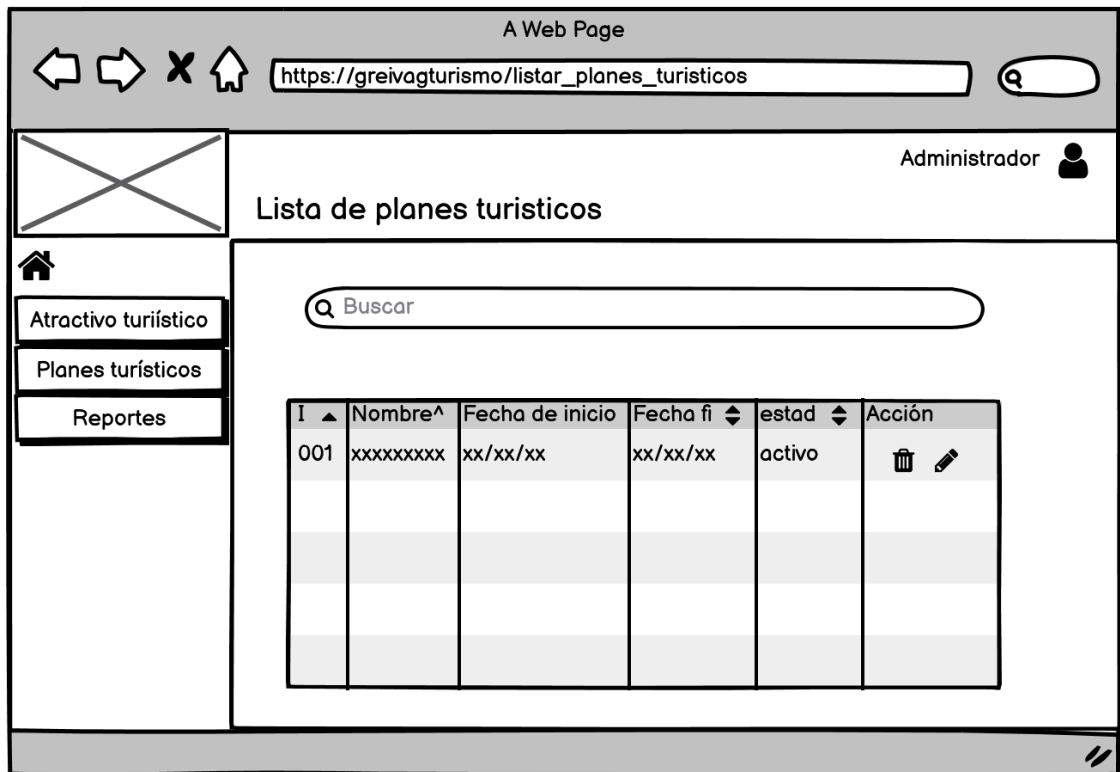 A Web Page
https://greivagturismo/listar_planes_turisticos
Administrador
Lista de planes turisticos
Atractivo turiístico
Planes turísticos
Reportes
Buscar
I Nombre^ Fecha de inicio Fecha fi estad Acción
001 xxxxxxxxx xx/xx/xx xx/xx/xx activo